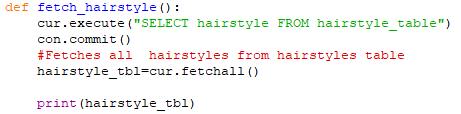 def fetch_hairstyle():
    cur.execute("SELECT hairstyle FROM hairstyle_table")
    con.commit()
    #Fetches all  hairstyles from hairstyles table
    hairstyle_tbl=cur.fetchall()

    print(hairstyle_tbl)